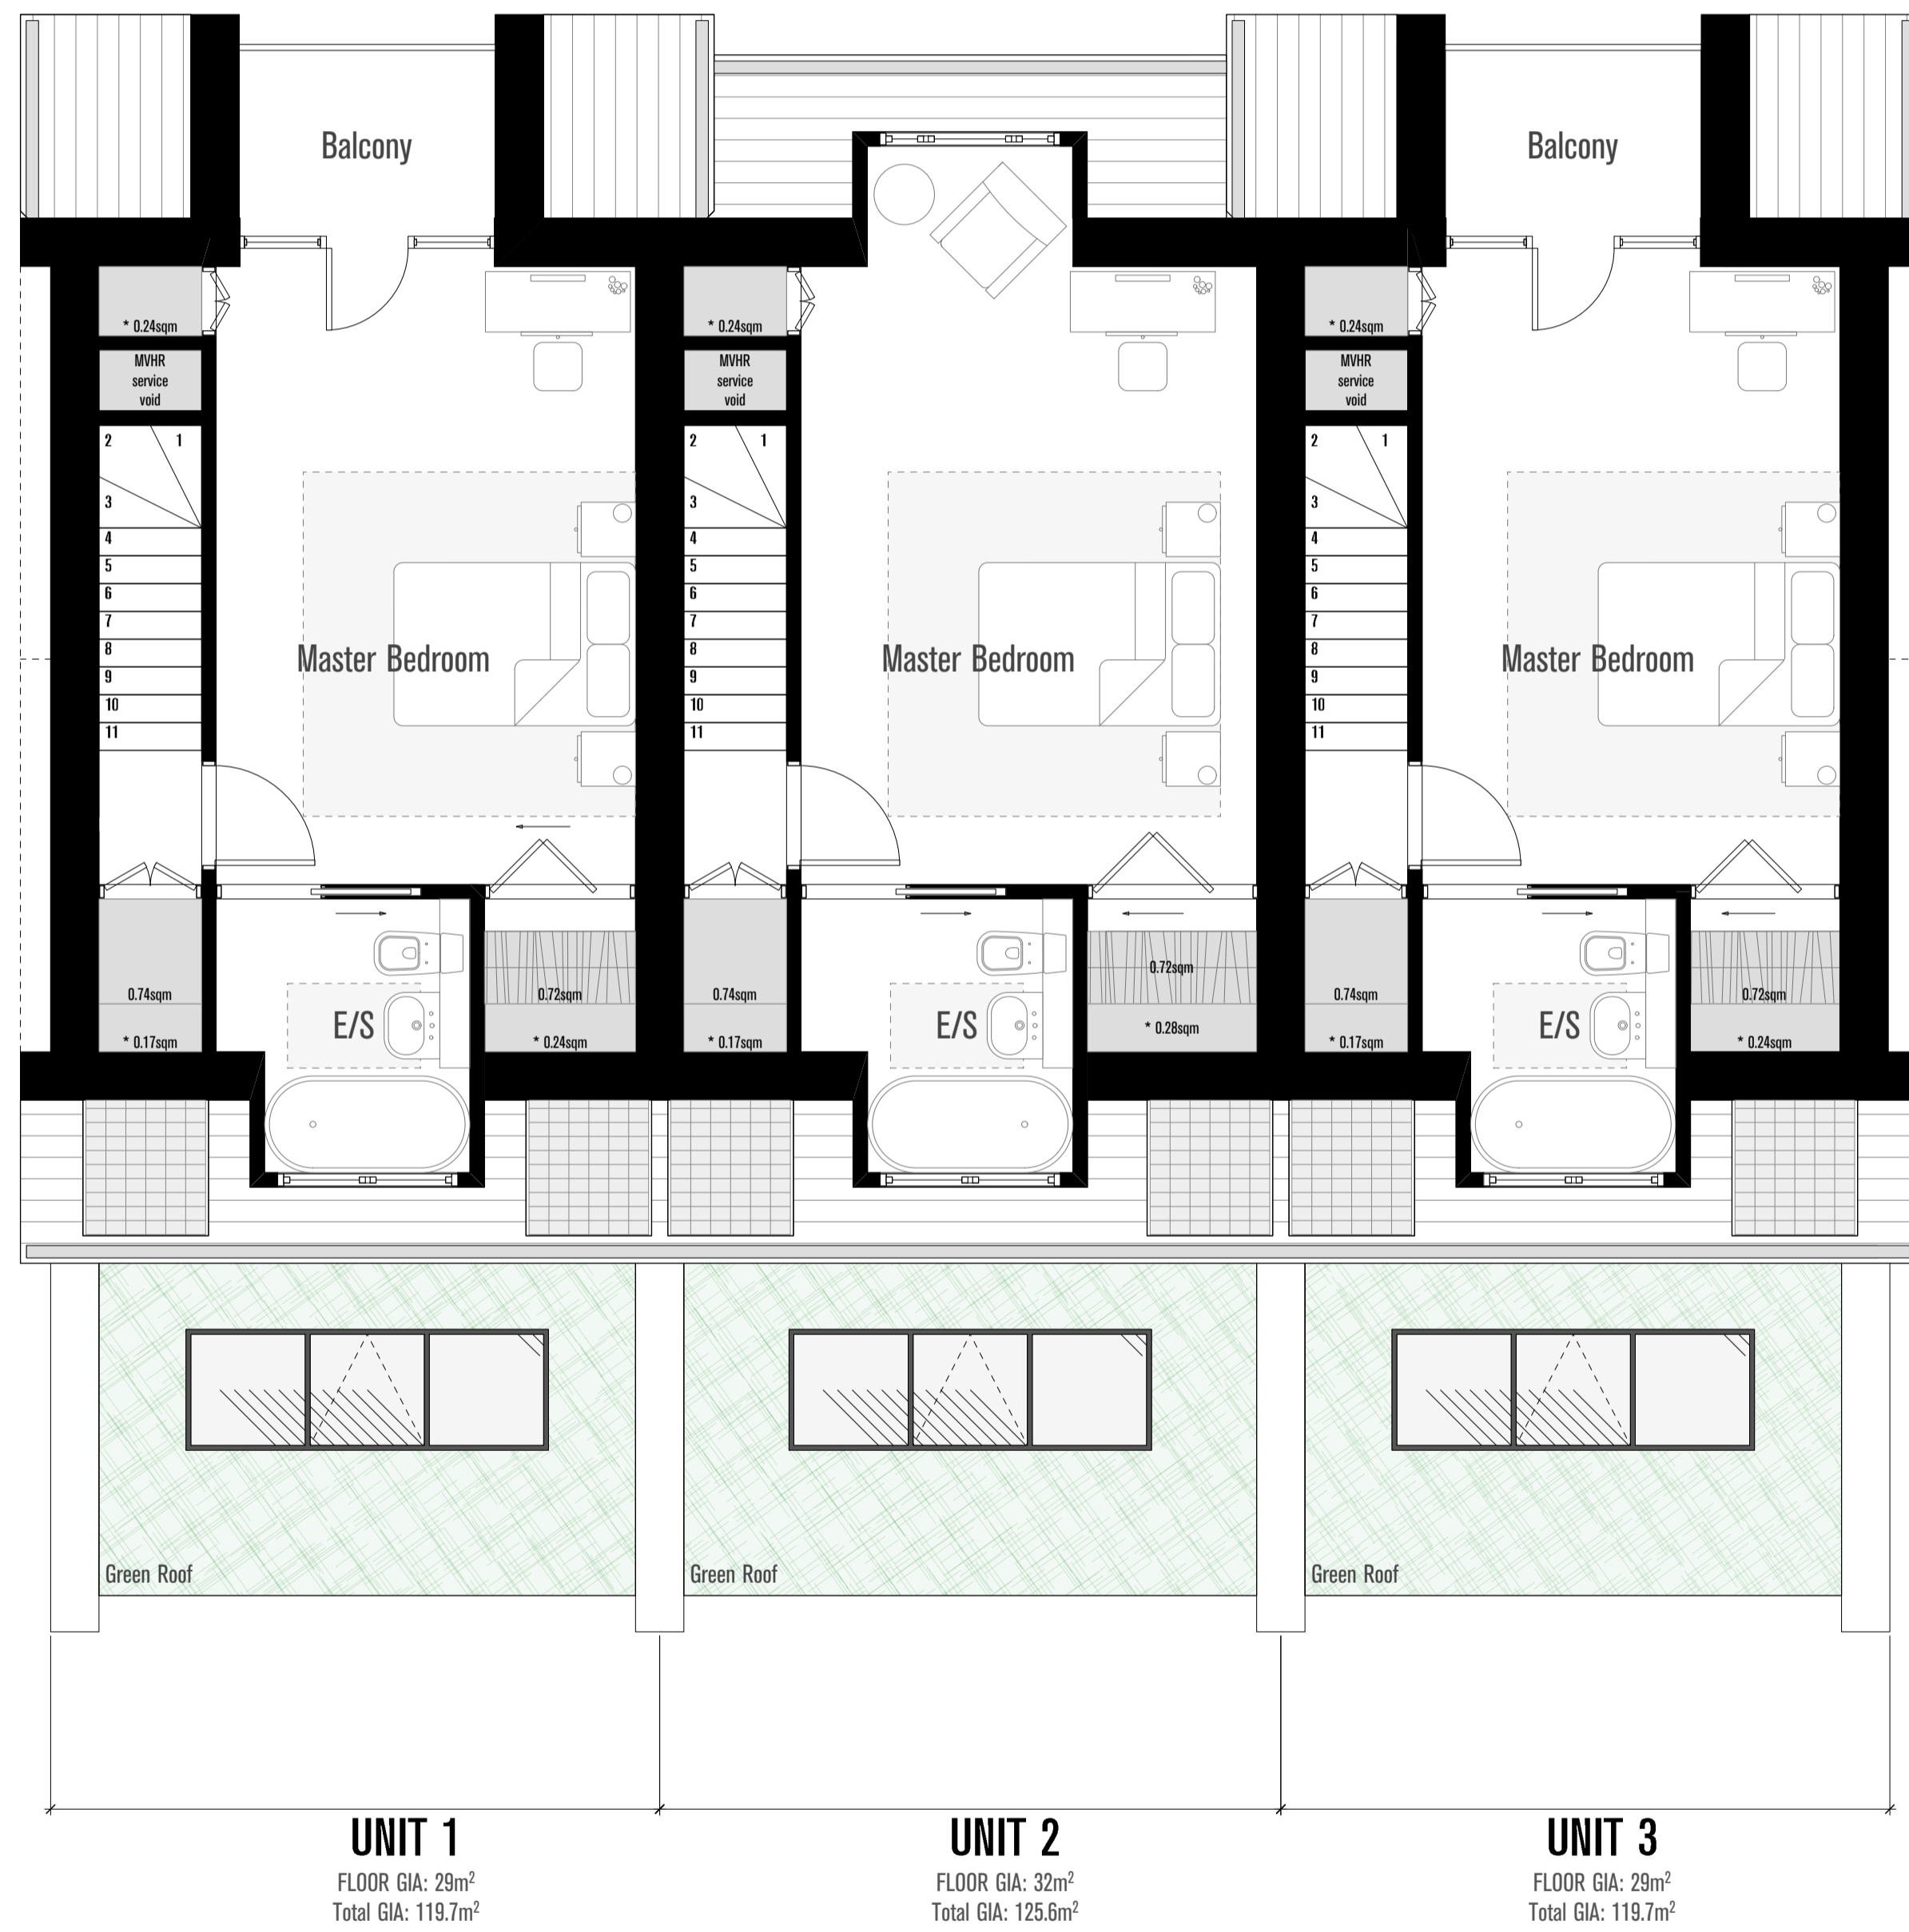 Balcony
Balcony
* 0.24sqm
* 0.24sqm
* 0.24sqm
MVHR
service
void
MVHR
service
void
MVHR
service
void
2 1
3
4
5
6
7
8
9
10
11
2 1
3
4
5
6
7
8
9
10
11
2 1
3
4
5
6
7
8
9
10
11
Master Bedroom
Master Bedroom
Master Bedroom
0.74sqm
* 0.17sqm
E/S
0.72sqm
* 0.24sqm
0.74sqm
* 0.17sqm
E/S
0.72sqm
* 0.28sqm
0.74sqm
* 0.17sqm
E/S
0.72sqm
* 0.24sqm
Green Roof
Green Roof
Green Roof
UNIT 1
FLOOR GIA: 29m²
Total GIA: 119.7m²
UNIT 2
FLOOR GIA: 32m²
Total GIA: 125.6m²
UNIT 3
FLOOR GIA: 29m²
Total GIA: 119.7m²